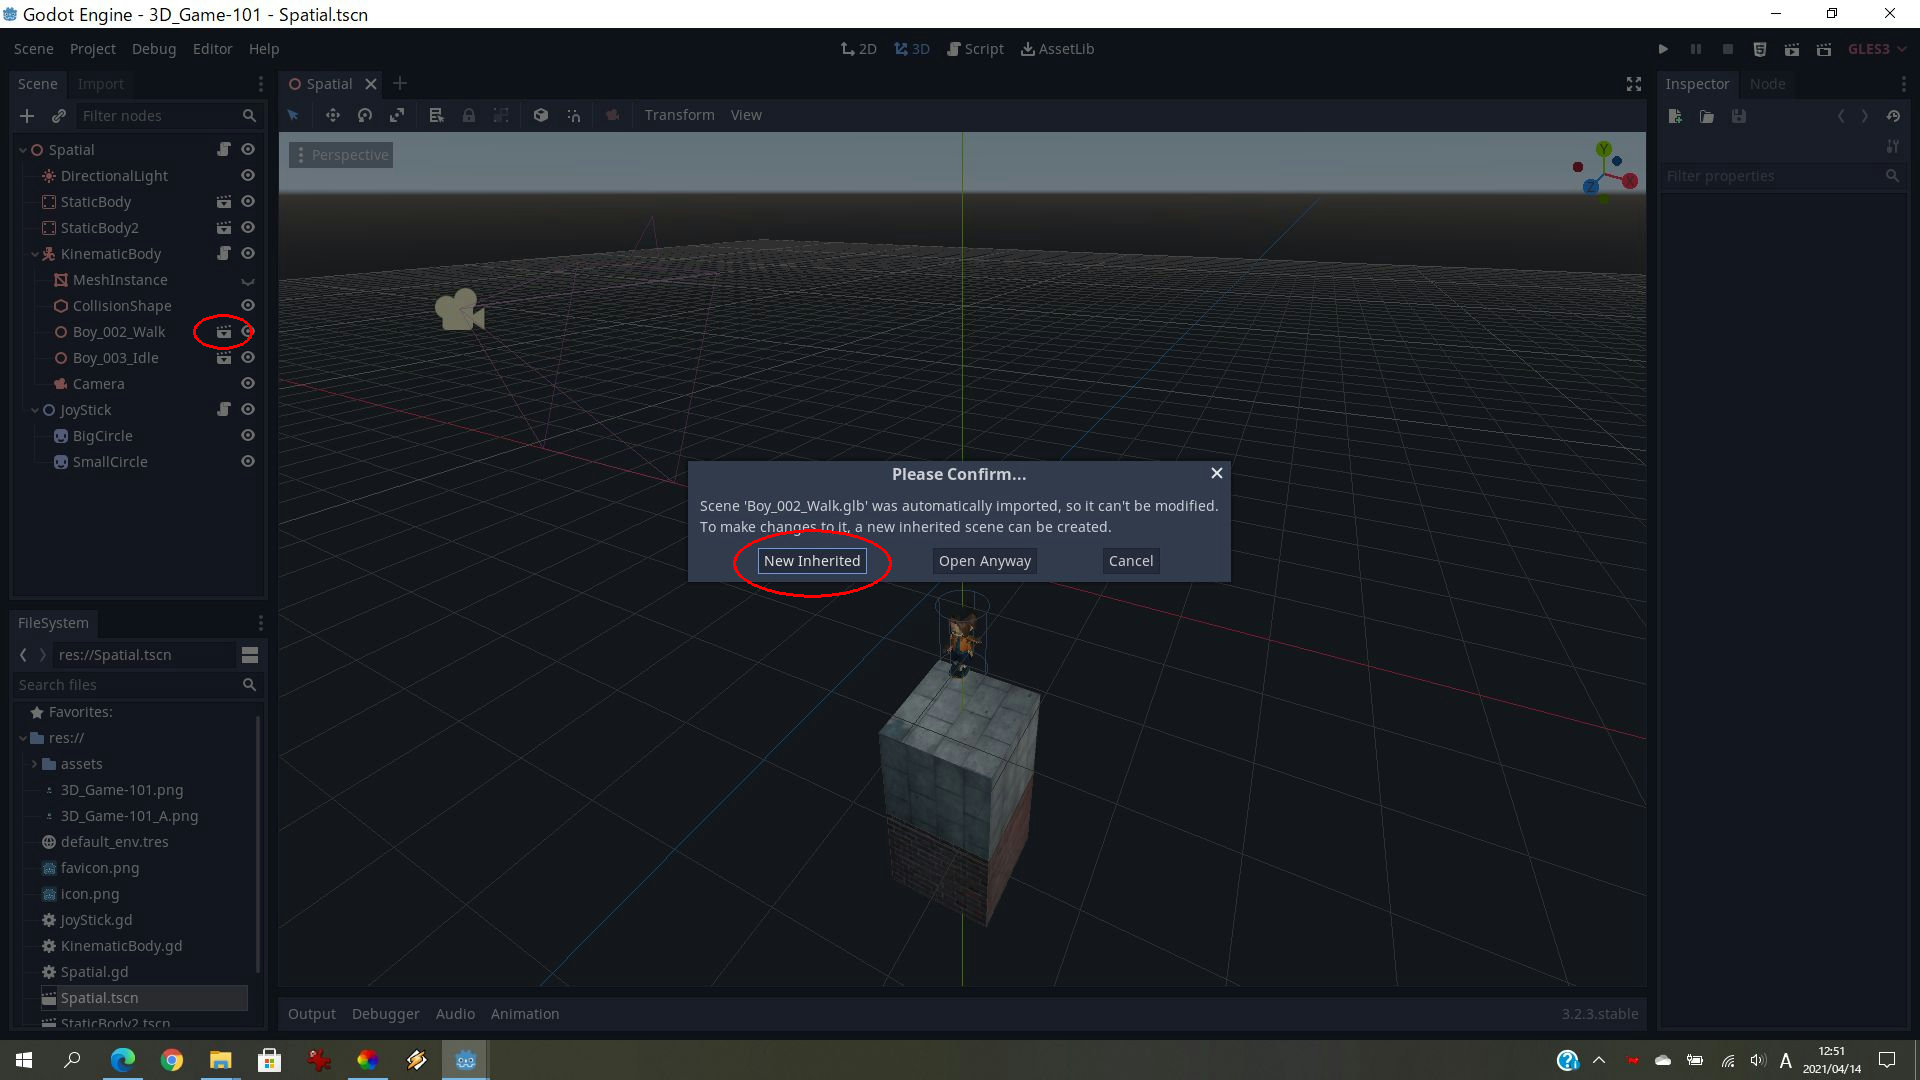 Godot Engine - 3D_Game-101 - Spatial.tscn
Scene Project Debug Editor Help
2D 3D Script AssetLib
GLES3
Scene Import
Spatial
Inspector Node
Filter nodes
Transform View
Perspective
Y
X
Z
Filter properties
Spatial
DirectionalLight
StaticBody
StaticBody2
KinematicBody
MeshInstance
CollisionShape
Boy_002_Walk
Boy_003_Idle
Camera
JoyStick
BigCircle
SmallCircle
Please Confirm...
Scene 'Boy_002_Walk.glb' was automatically imported, so it can't be modified.
To make changes to it, a new inherited scene can be created.
New Inherited Open Anyway Cancel
FileSystem
res://Spatial.tscn
Search files
Favorites:
res://
assets
3D_Game-101.png
3D_Game-101_A.png
default_env.tres
favicon.png
icon.png
JoyStick.gd
KinematicBody.gd
Spatial.gd
Spatial.tscn
StaticBody2.tscn
Output Debugger Audio Animation
3.2.3.stable
A
12:51
2021/04/14